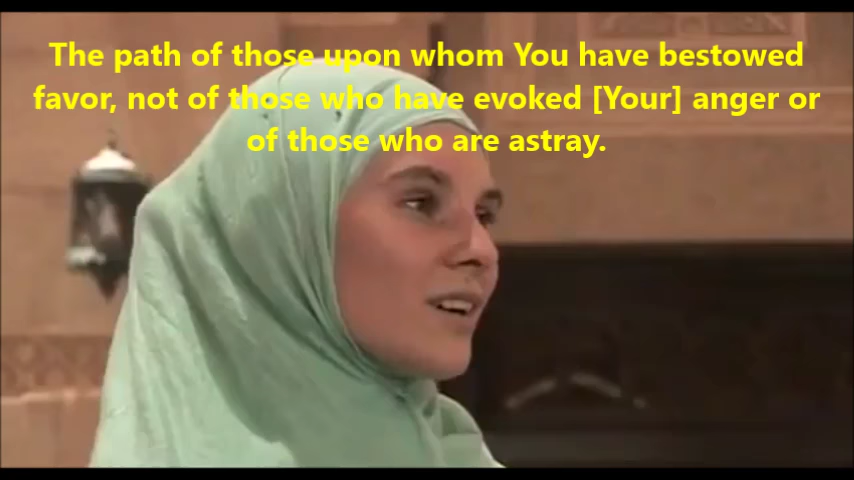 The path of those upon whom You have bestowed
favor, not of those who have evoked [Your] anger or
of those who are astray.